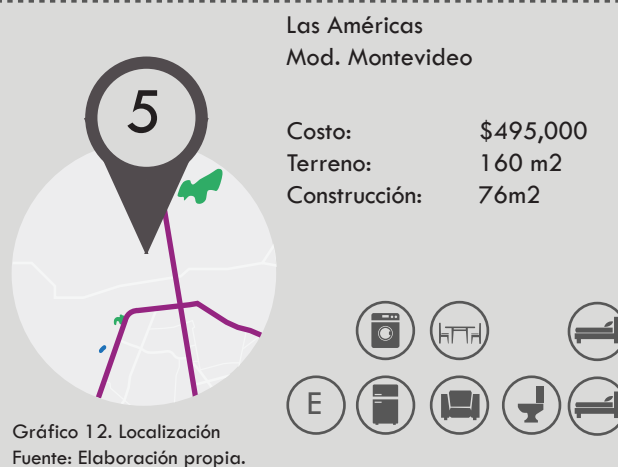 Las Américas
Mod. Montevideo
5
Costo: $495,000
Terreno: 160 m2
Construcción: 76m2
E
Gráfico 12. Localización
Fuente: Elaboración propia.